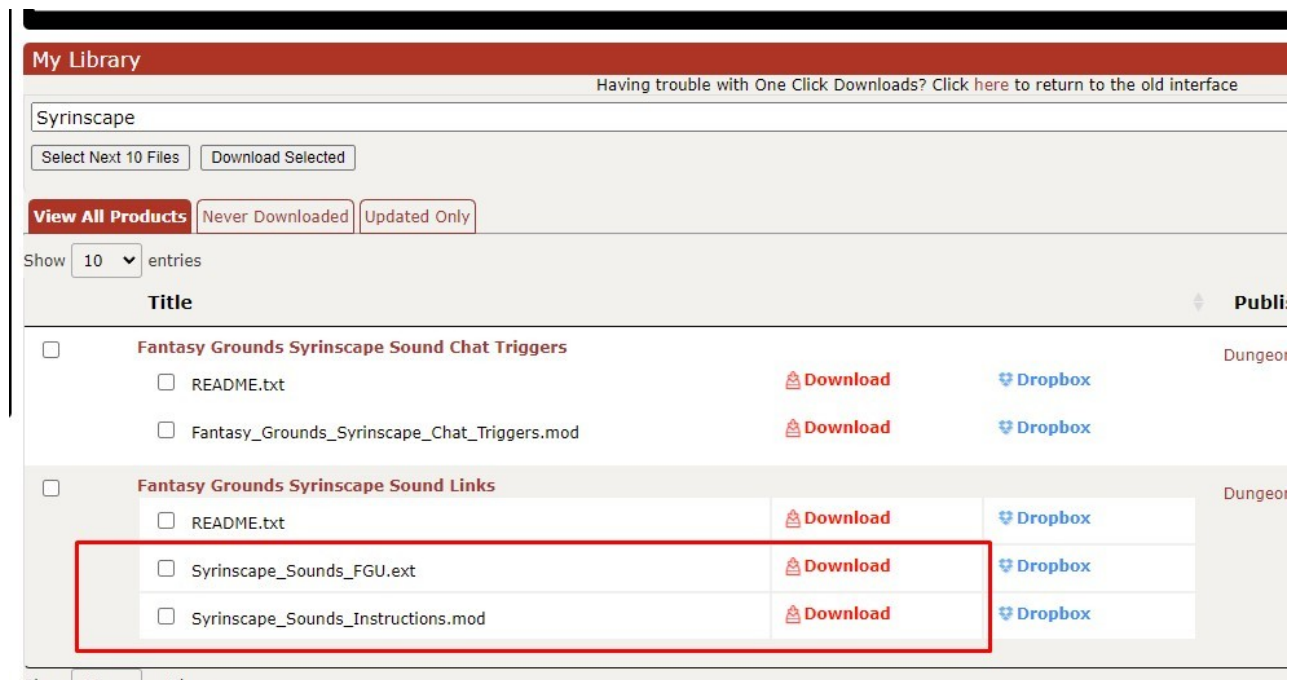 My Library
Having trouble with One Click Downloads? Click here to return to the old interface
Syrinscape
Select Next 10 Files Download Selected
View All Products Never Downloaded Updated Only
Show 10 entries
Title
Fantasy Grounds Syrinscape Sound Chat Triggers
README.txt Download Dropbox
Fantasy_Grounds_Syrinscape_Chat_Triggers.mod Download Dropbox
Fantasy Grounds Syrinscape Sound Links
README.txt Download Dropbox
Syrinscape_Sounds_FGU.ext Download Dropbox
Syrinscape_Sounds_Instructions.mod Download Dropbox